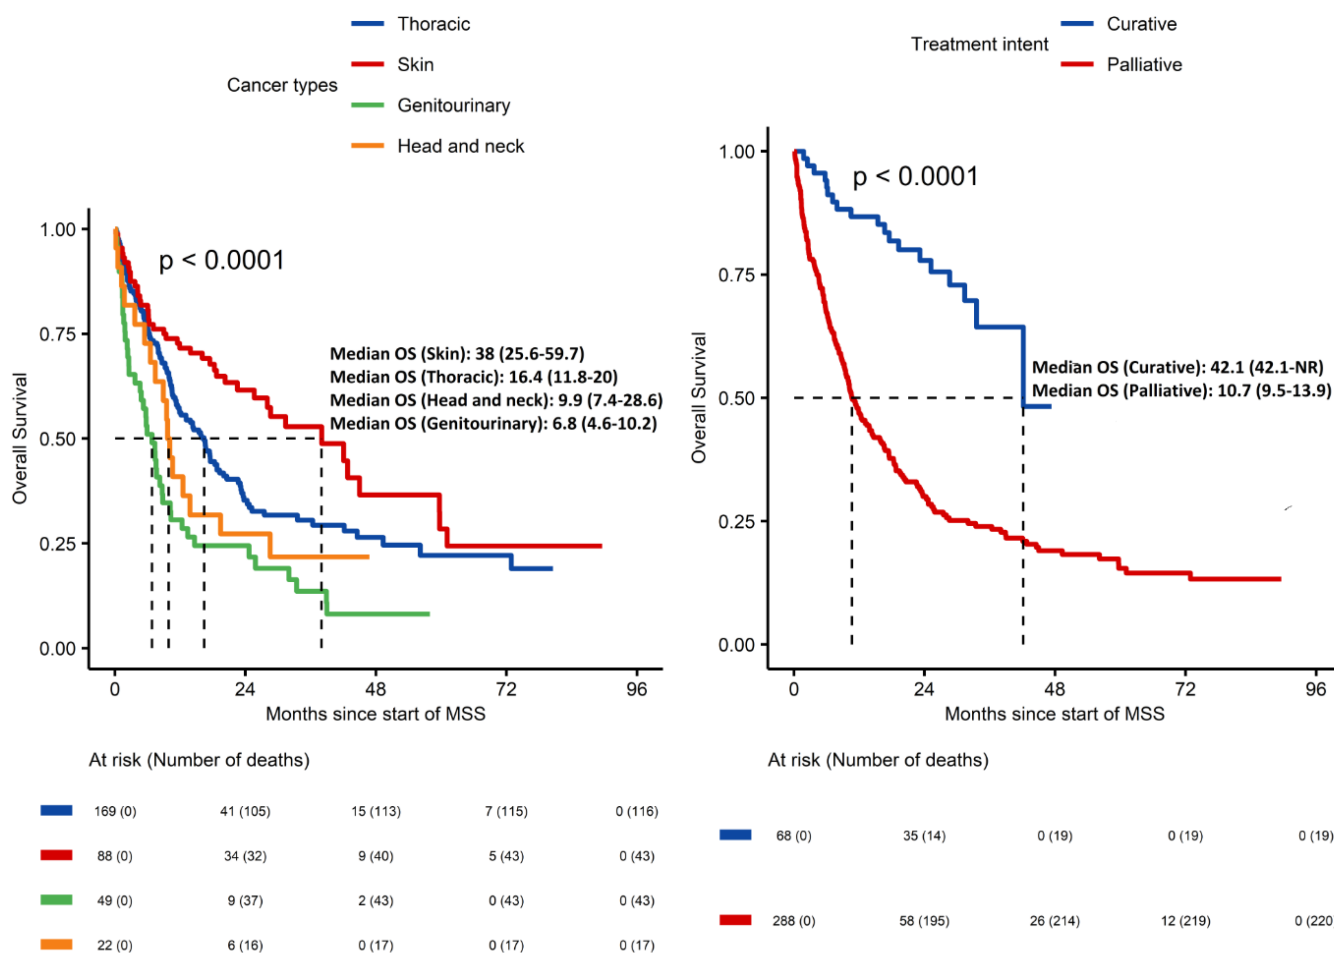 Cancer types
Thoracic
Skin
Genitourinary
Head and neck
Overall Survival
1.00
0.75
0.50
0.25
0.00
p < 0.0001
Median OS (Skin): 38 (25.6-59.7)
Median OS (Thoracic): 16.4 (11.8-20)
Median OS (Head and neck): 9.9 (7.4-28.6)
Median OS (Genitourinary): 6.8 (4.6-10.2)
0 24 48 72 96
Months since start of MSS
At risk (Number of deaths)
169 (0) 41 (105) 15 (113) 7 (115) 0 (116)
88 (0) 34 (32) 9 (40) 5 (43) 0 (43)
49 (0) 9 (37) 2 (43) 0 (43) 0 (43)
22 (0) 6 (16) 0 (17) 0 (17) 0 (17)
Treatment intent
Curative
Palliative
Overall Survival
1.00
0.75
0.50
0.25
0.00
p < 0.0001
Median OS (Curative): 42.1 (42.1-NR)
Median OS (Palliative): 10.7 (9.5-13.9)
0 24 48 72 96
Months since start of MSS
At risk (Number of deaths)
68 (0) 35 (14) 0 (19) 0 (19) 0 (19)
288 (0) 58 (195) 26 (214) 12 (219) 0 (220